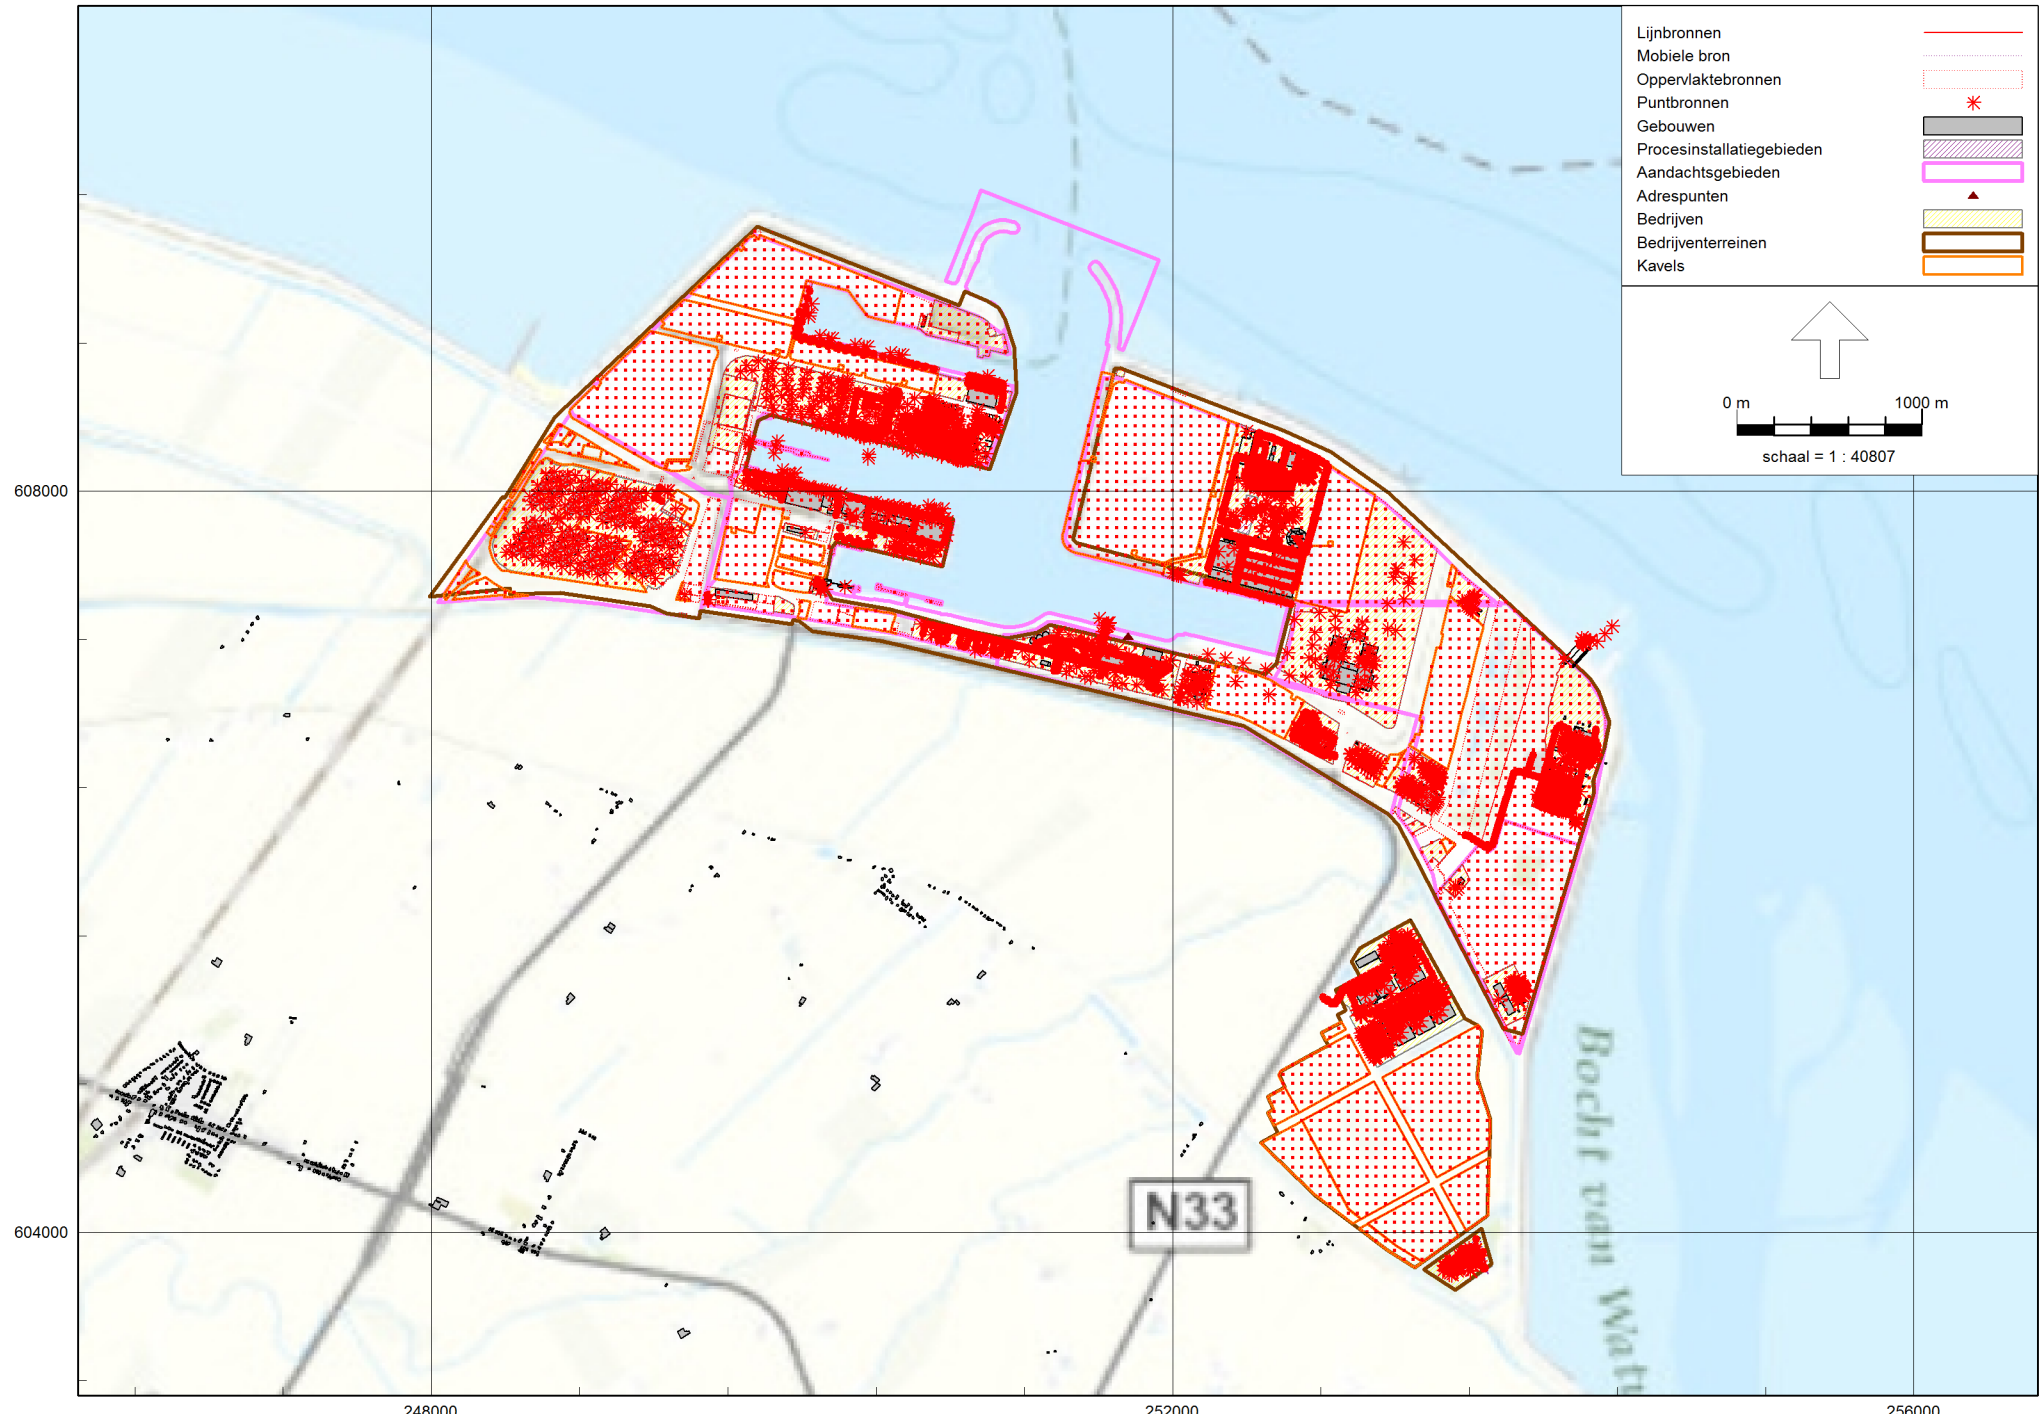 Lijnbronnen
Mobiele bron
Oppervlaktebronnen
Puntbronnen
Gebouwen
Procesinstallatiegebieden
Aandachtsgebieden
Adrespunten
Bedrijven
Bedrijventerreinen
Kavels
0 m 1000 m
schaal = 1 : 40807
608000
604000
N33
Bocht van Watu
248000 252000 256000